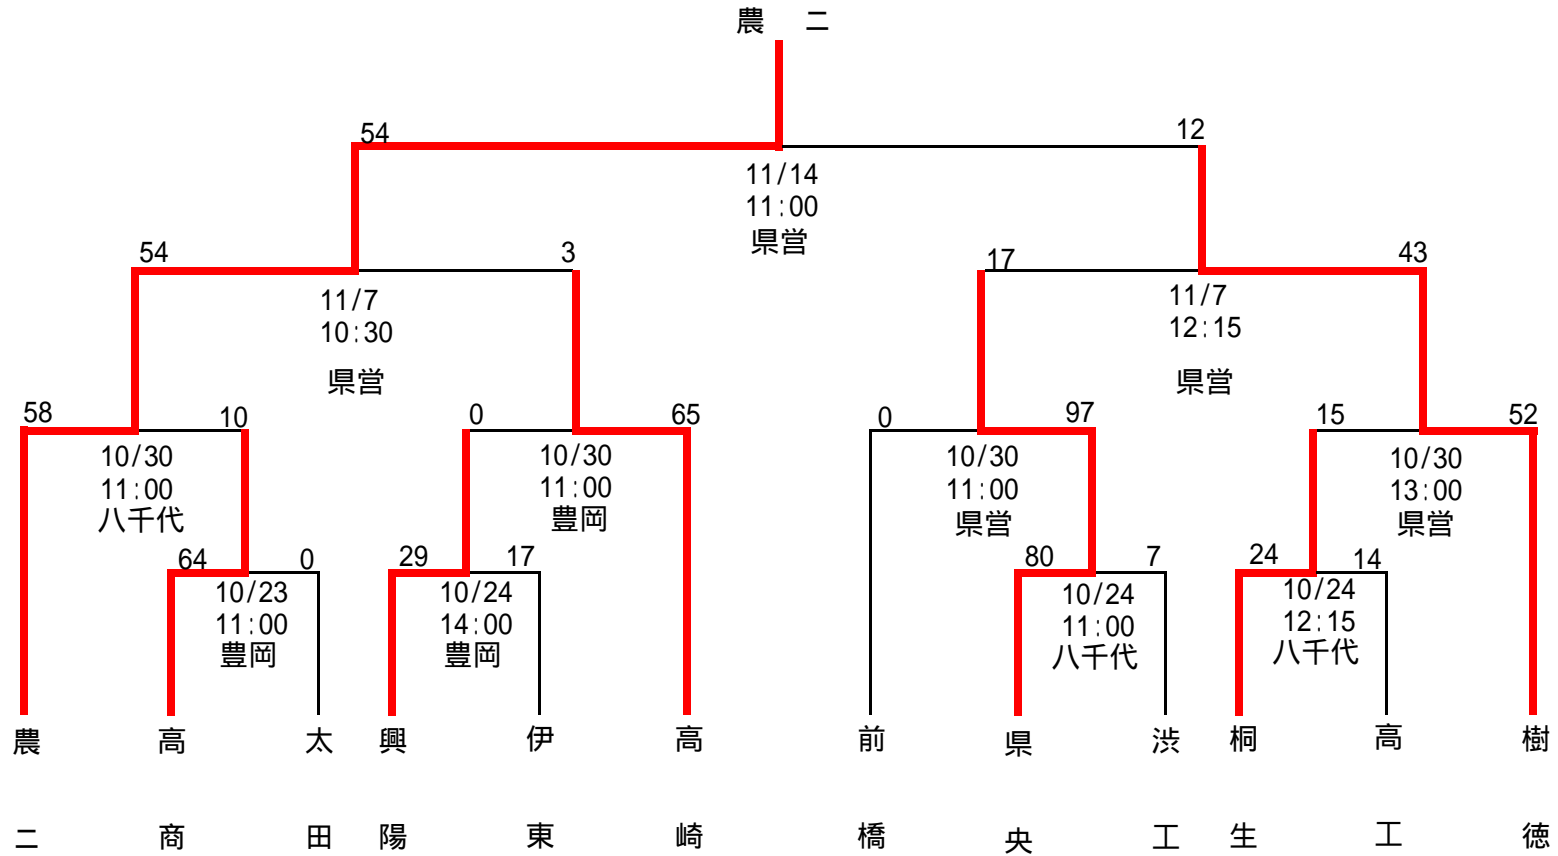 農 二
54 12
11/14
11:00
県営
54 3 17 43
11/7
10:30
県営
11/7
12:15
県営
58 10 0 65 0 97 15 52
10/30
11:00
八千代
10/30
11:00
豊岡
10/30
11:00
県営
10/30
13:00
県営
64 0 29 17 80 7 24 14
10/23
11:00
豊岡
10/24
14:00
豊岡
10/24
11:00
八千代
10/24
12:15
八千代
農二
高商
太田
興陽
伊東
高崎
前橋
県央
渋工
桐生
高工
樹徳